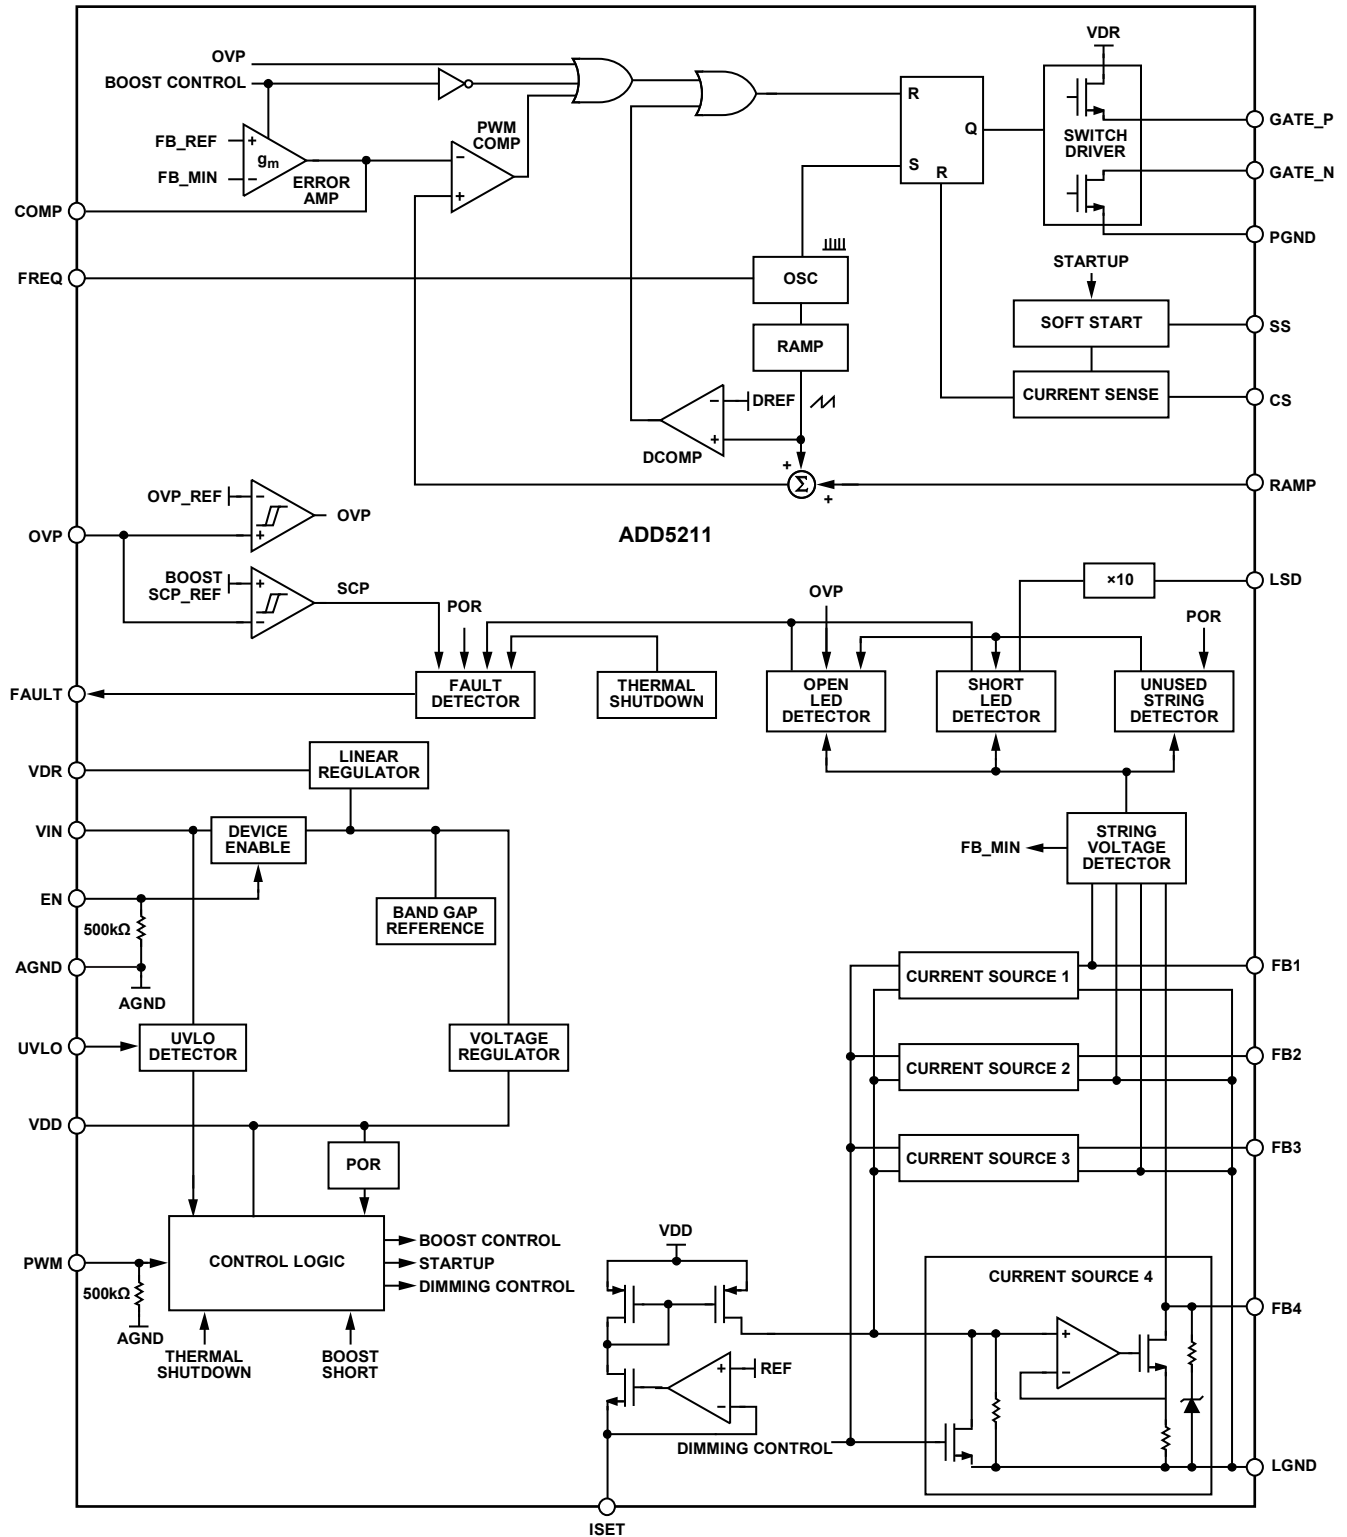 VDR
OVP
BOOST CONTROL
R
Q
S
R
GATE_P
SWITCH
DRIVER
GATE_N
PGND
PWM
COMP
FB_REF
+
gm
FB_MIN
−
ERROR
AMP
−
+
COMP
FREQ
OSC
STARTUP
SOFT START
SS
RAMP
CURRENT SENSE
CS
−
DREF
+
DCOMP
+
Σ
+
RAMP
OVP_REF
−
+
OVP
OVP
ADD5211
BOOST
SCP_REF
+
−
SCP
×10
LSD
POR
OVP
POR
FAULT
FAULT
DETECTOR
THERMAL
SHUTDOWN
OPEN
LED
DETECTOR
SHORT
LED
DETECTOR
UNUSED
STRING
DETECTOR
VDR
LINEAR
REGULATOR
VIN
DEVICE
ENABLE
FB_MIN
STRING
VOLTAGE
DETECTOR
EN
500kΩ
BAND GAP
REFERENCE
AGND
AGND
CURRENT SOURCE 1
FB1
UVLO
UVLO
DETECTOR
VOLTAGE
REGULATOR
CURRENT SOURCE 2
FB2
VDD
POR
CURRENT SOURCE 3
FB3
PWM
500kΩ
AGND
CONTROL LOGIC
BOOST CONTROL
STARTUP
DIMMING CONTROL
THERMAL
SHUTDOWN
BOOST
SHORT
VDD
CURRENT SOURCE 4
FB4
+
−
+
REF
−
DIMMING CONTROL
LGND
ISET